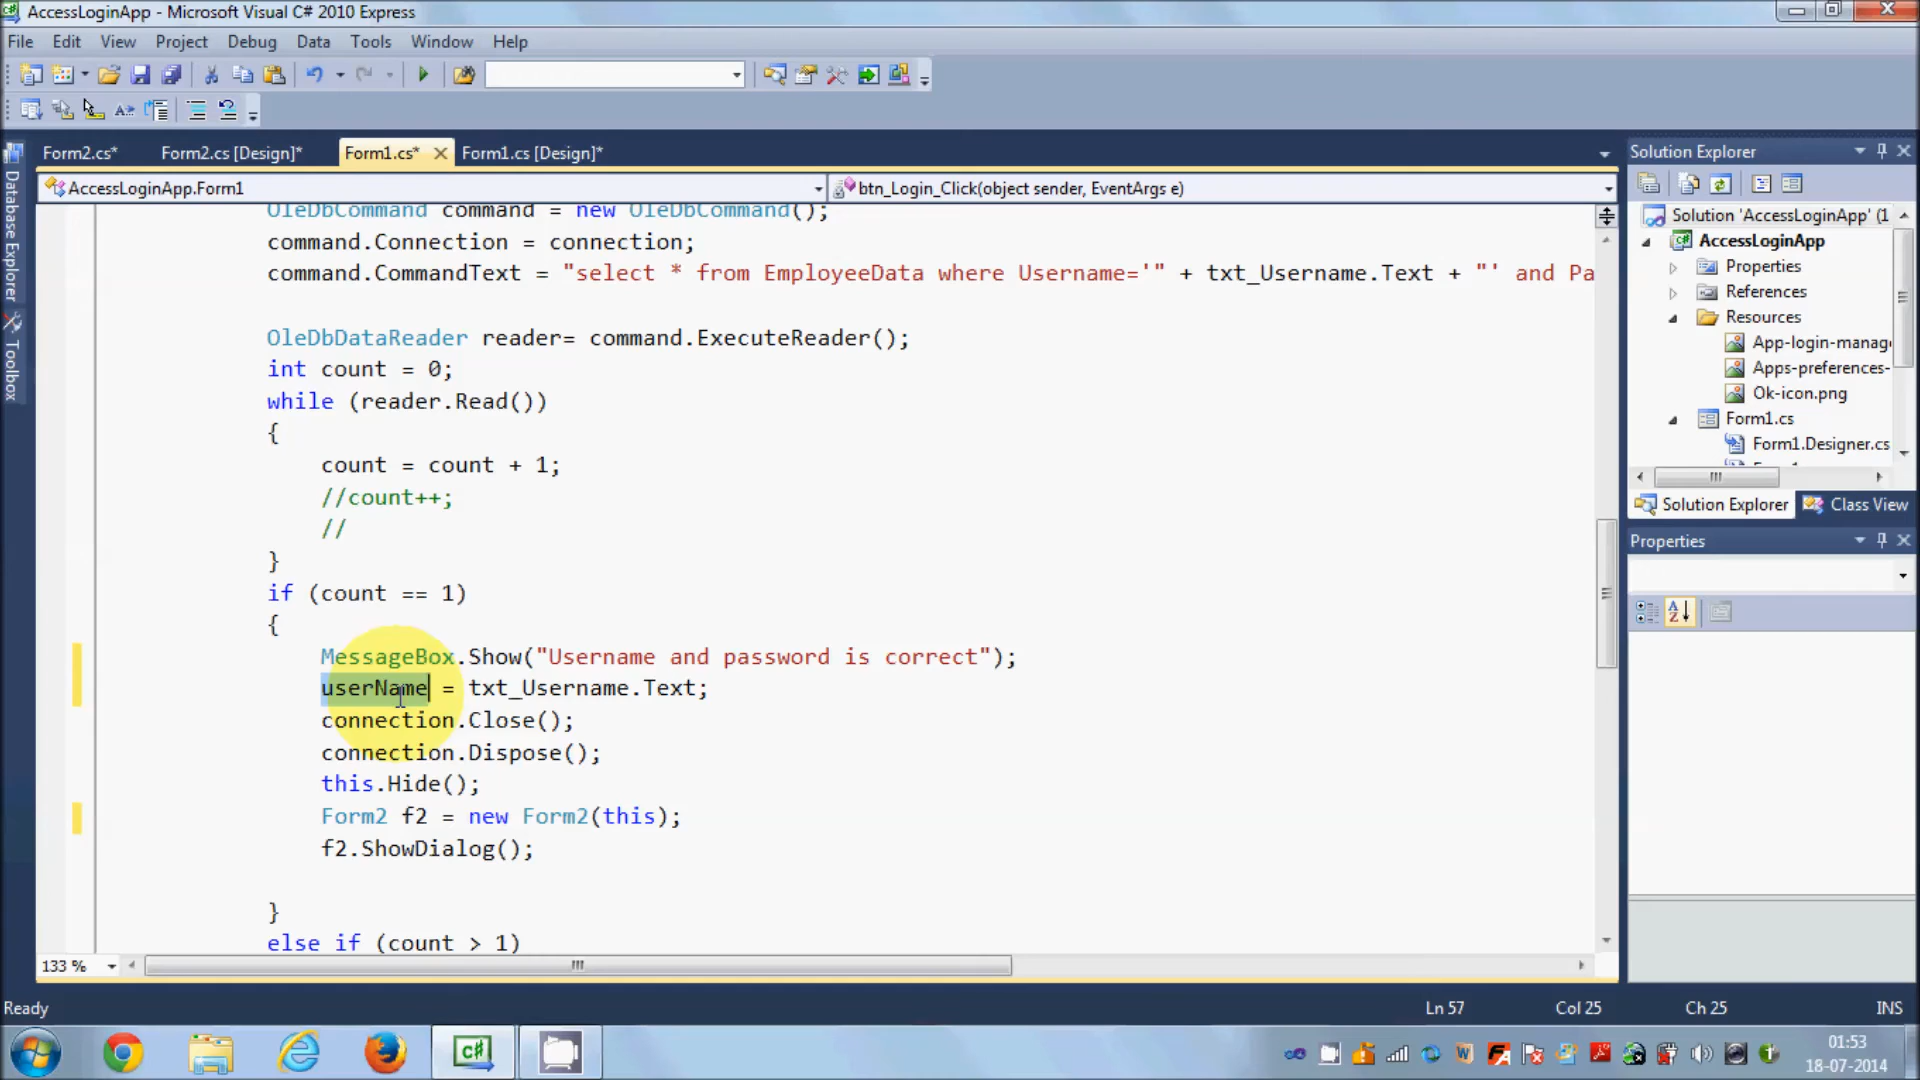 AccessLoginApp - Microsoft Visual C# 2010 Express
File Edit View Project Debug Data Tools Window Help
Form2.cs* Form2.cs [Design]* Form1.cs* Form1.cs [Design]*
AccessLoginApp.Form1 btn_Login_Click(object sender, EventArgs e)
Database Explorer
Toolbox
OleDbCommand command = new OleDbCommand();
command.Connection = connection;
command.CommandText = "select * from EmployeeData where Username='" + txt_Username.Text + "' and Pa
OleDbDataReader reader= command.ExecuteReader();
int count = 0;
while (reader.Read())
{
count = count + 1;
//count++;
//
}
if (count == 1)
{
MessageBox.Show("Username and password is correct");
userName = txt_Username.Text;
connection.Close();
connection.Dispose();
this.Hide();
Form2 f2 = new Form2(this);
f2.ShowDialog();
}
else if (count > 1)
133 %
Solution Explorer
Solution 'AccessLoginApp' (1
AccessLoginApp
Properties
References
Resources
App-login-manag
Apps-preferences-
Ok-icon.png
Form1.cs
Form1.Designer.cs
Solution Explorer Class View
Properties
Ready Ln 57 Col 25 Ch 25 INS
01:53
18-07-2014